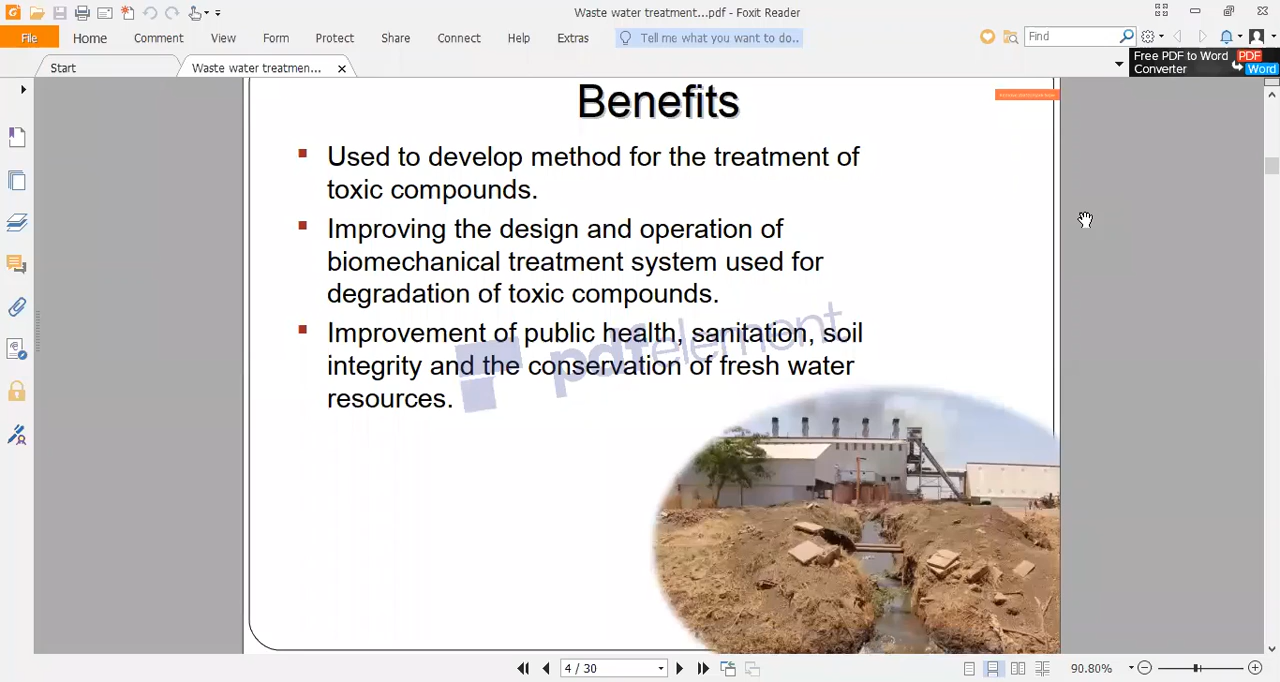 Waste water treatment...pdf - Foxit Reader
File Home Comment View Form Protect Share Connect Help Extras Tell me what you want to do.. Find
Free PDF to Word Converter PDF Word
Start Waste water treatmen...
Benefits
Used to develop method for the treatment of
toxic compounds.
Improving the design and operation of
biomechanical treatment system used for
degradation of toxic compounds.
Improvement of public health, sanitation, soil
integrity and the conservation of fresh water
resources.
pdfelement
4 / 30
90.80%